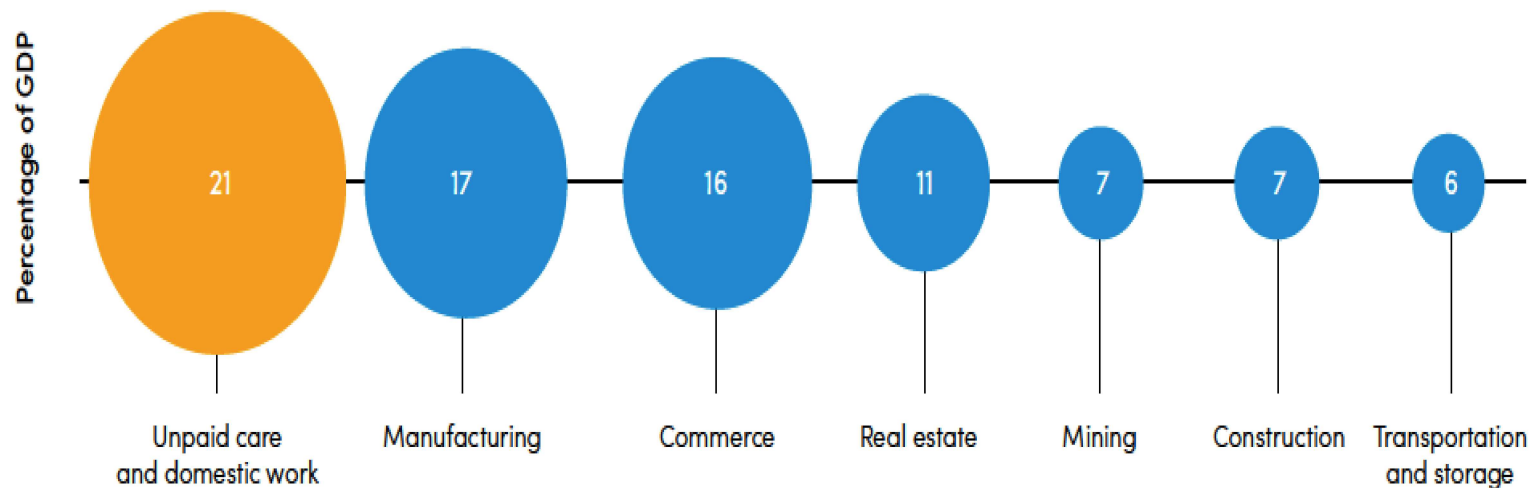 Percentage of GDP
21
17
16
11
7
7
6
Unpaid care
and domestic work
Manufacturing
Commerce
Real estate
Mining
Construction
Transportation
and storage